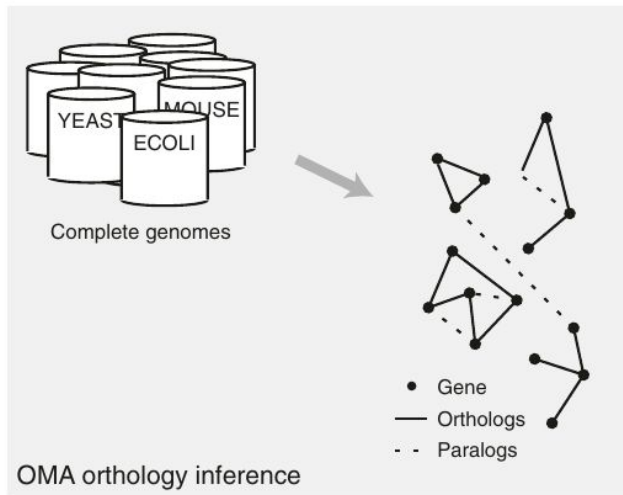 YEAST
MOUSE
ECOLI
Complete genomes
Gene
Orthologs
Paralogs
OMA orthology inference